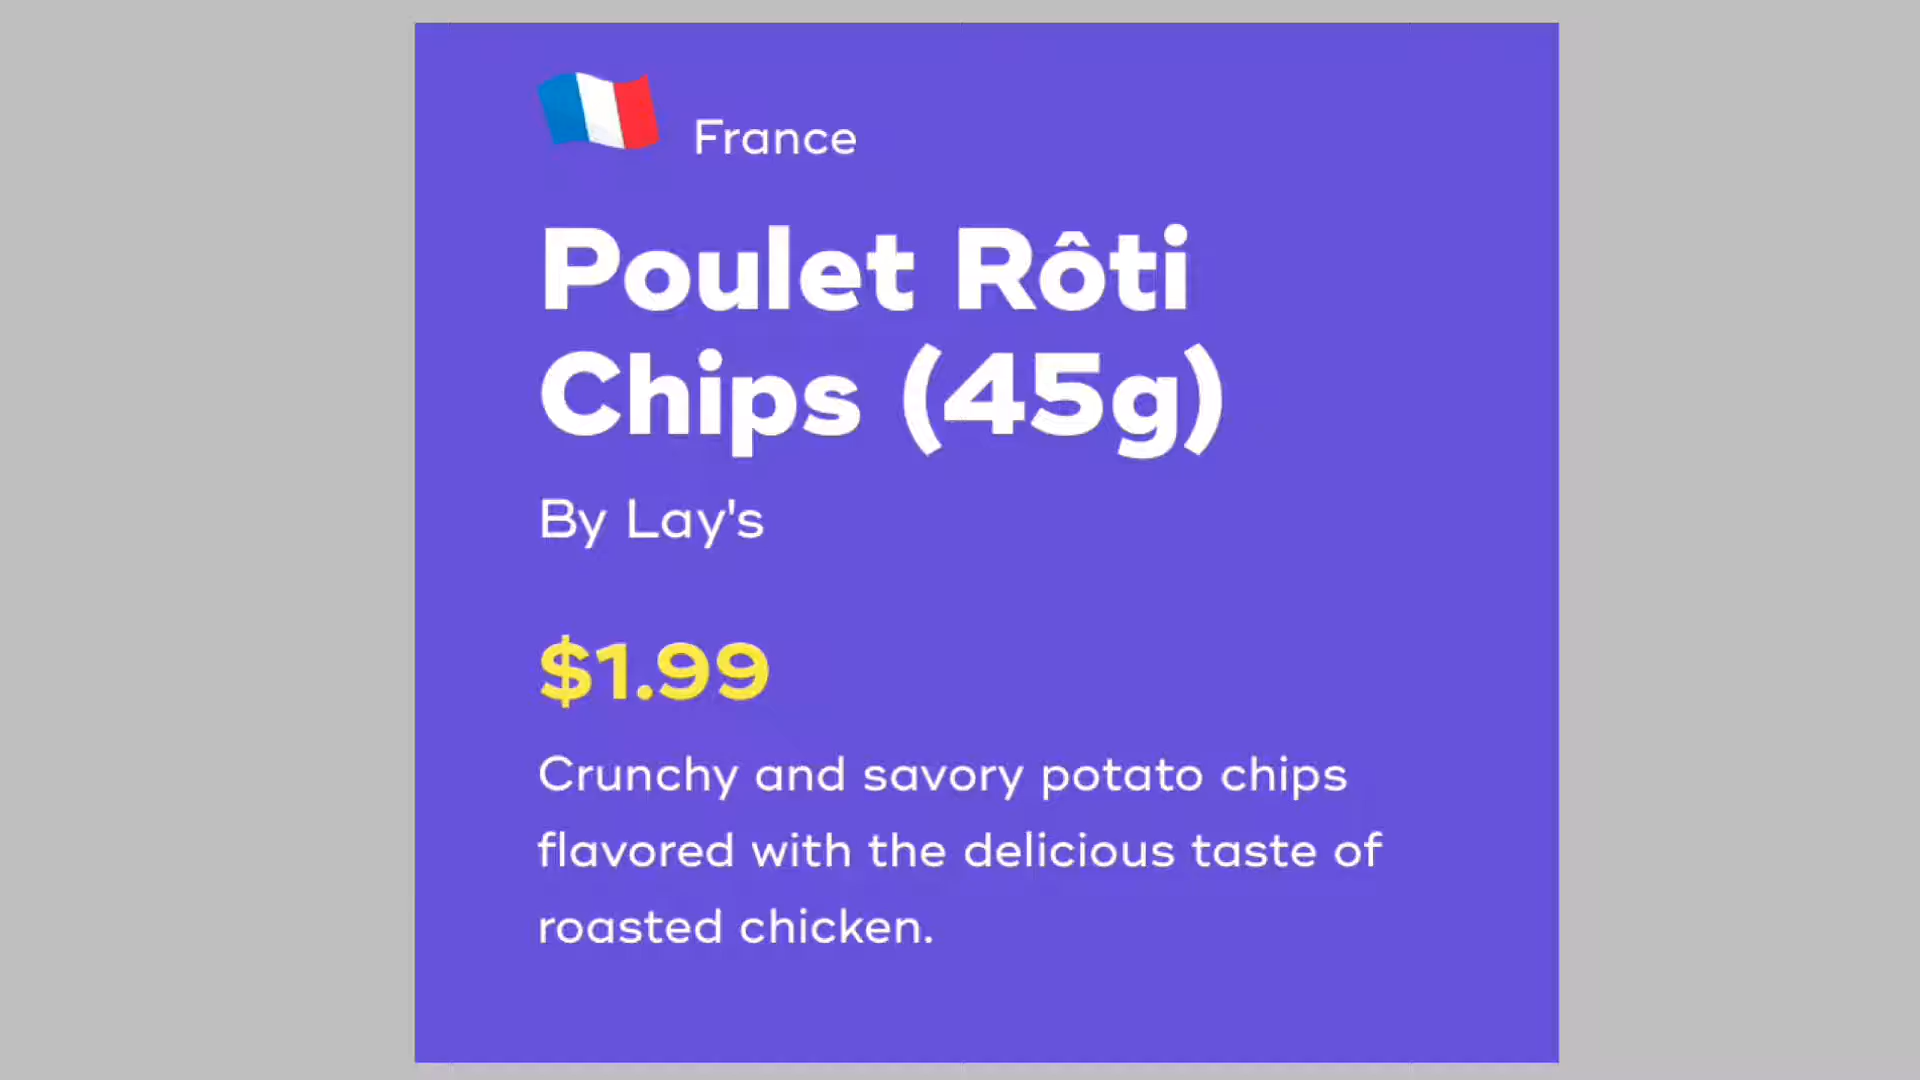 France
Poulet Rôti
Chips (45g)
By Lay's
$1.99
Crunchy and savory potato chips
flavored with the delicious taste of
roasted chicken.